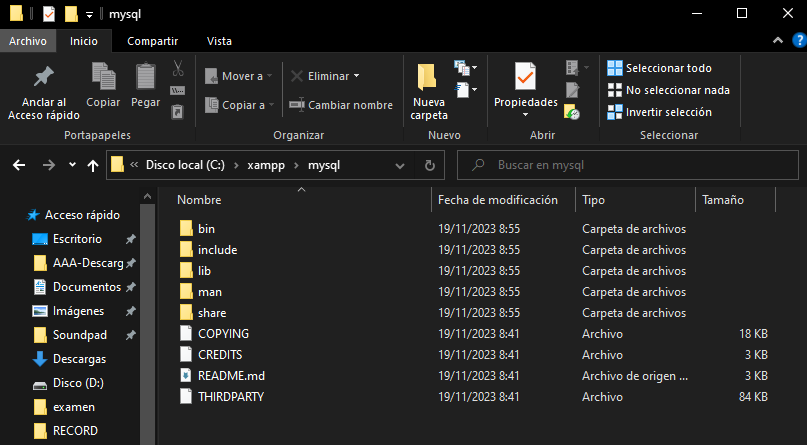 mysql
Archivo Inicio Compartir Vista
Anclar al Acceso rápido
Copiar
Pegar
Portapapeles
Mover a
Copiar a
Eliminar
Cambiar nombre
Organizar
Nueva carpeta
Nuevo
Propiedades
Abrir
Seleccionar todo
No seleccionar nada
Invertir selección
Seleccionar
« Disco local (C:) > xampp > mysql
Buscar en mysql
Acceso rápido
Escritorio
AAA-Descarg
Documentos
Imágenes
Soundpad
Descargas
Disco (D:)
examen
RECORD
Nombre Fecha de modificación Tipo Tamaño
bin 19/11/2023 8:55 Carpeta de archivos
include 19/11/2023 8:55 Carpeta de archivos
lib 19/11/2023 8:55 Carpeta de archivos
man 19/11/2023 8:55 Carpeta de archivos
share 19/11/2023 8:55 Carpeta de archivos
COPYING 19/11/2023 8:41 Archivo 18 KB
CREDITS 19/11/2023 8:41 Archivo 3 KB
README.md 19/11/2023 8:41 Archivo de origen ... 3 KB
THIRDPARTY 19/11/2023 8:41 Archivo 84 KB